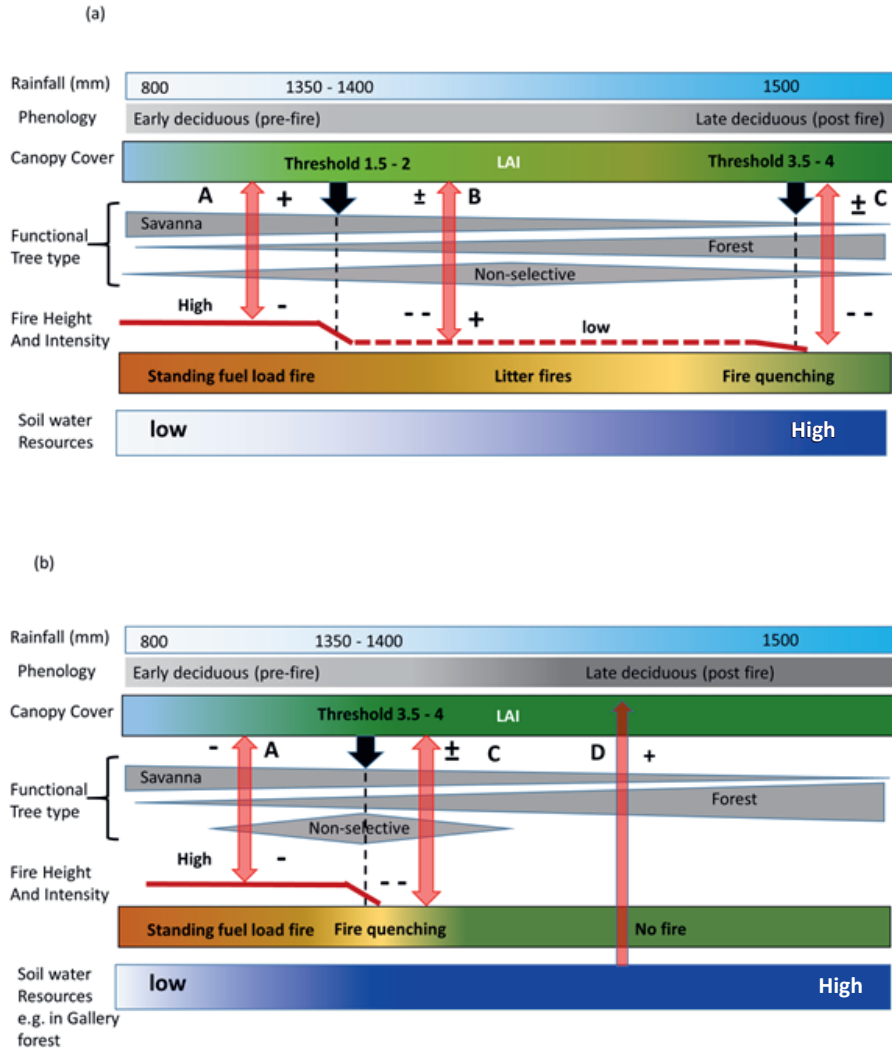 (a)
Rainfall (mm)
800
1350 - 1400
1500
Phenology
Early deciduous (pre-fire)
Late deciduous (post fire)
Canopy Cover
Threshold 1.5 - 2
LAI
Threshold 3.5 - 4
A
+
±
B
±
C
Functional
Tree type
Savanna
Forest
Non-selective
Fire Height
And Intensity
High
-
- -
+
low
- -
Standing fuel load fire
Litter fires
Fire quenching
Soil water
Resources
low
High
(b)
Rainfall (mm)
800
1350 - 1400
1500
Phenology
Early deciduous (pre-fire)
Late deciduous (post fire)
Canopy Cover
Threshold 3.5 - 4
LAI
-
A
±
C
D
+
Functional
Tree type
Savanna
Forest
Non-selective
Fire Height
And Intensity
High
-
- -
Standing fuel load fire
Fire quenching
No fire
Soil water
Resources
e.g. in Gallery
forest
low
High